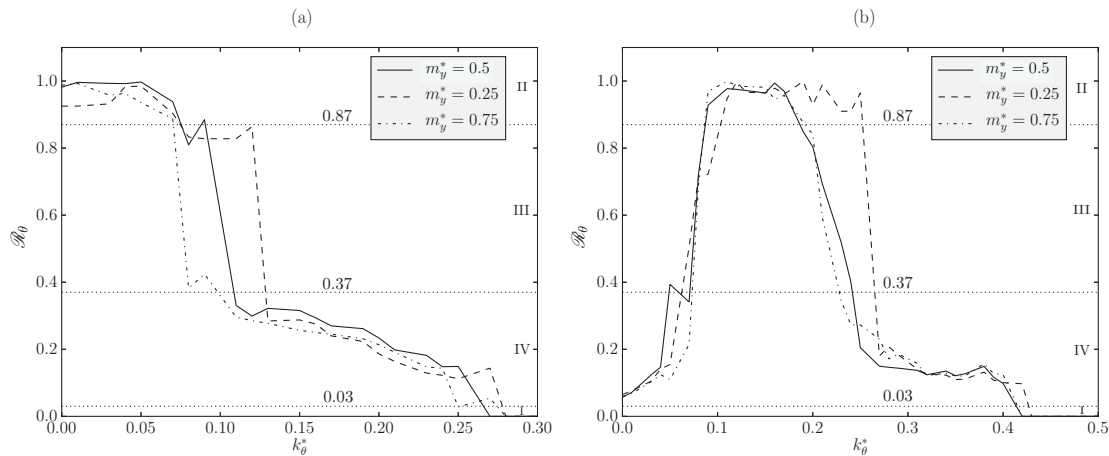 (a)
1.0
0.8
0.6
0.4
0.2
0.0
ℛθ
0.00
0.05
0.10
0.15
0.20
0.25
0.30
k*θ
m*y = 0.5
m*y = 0.25
m*y = 0.75
0.87
0.37
0.03
II
III
IV
I
(b)
1.0
0.8
0.6
0.4
0.2
0.0
ℛθ
0.0
0.1
0.2
0.3
0.4
0.5
k*θ
m*y = 0.5
m*y = 0.25
m*y = 0.75
0.87
0.37
0.03
II
III
IV
I